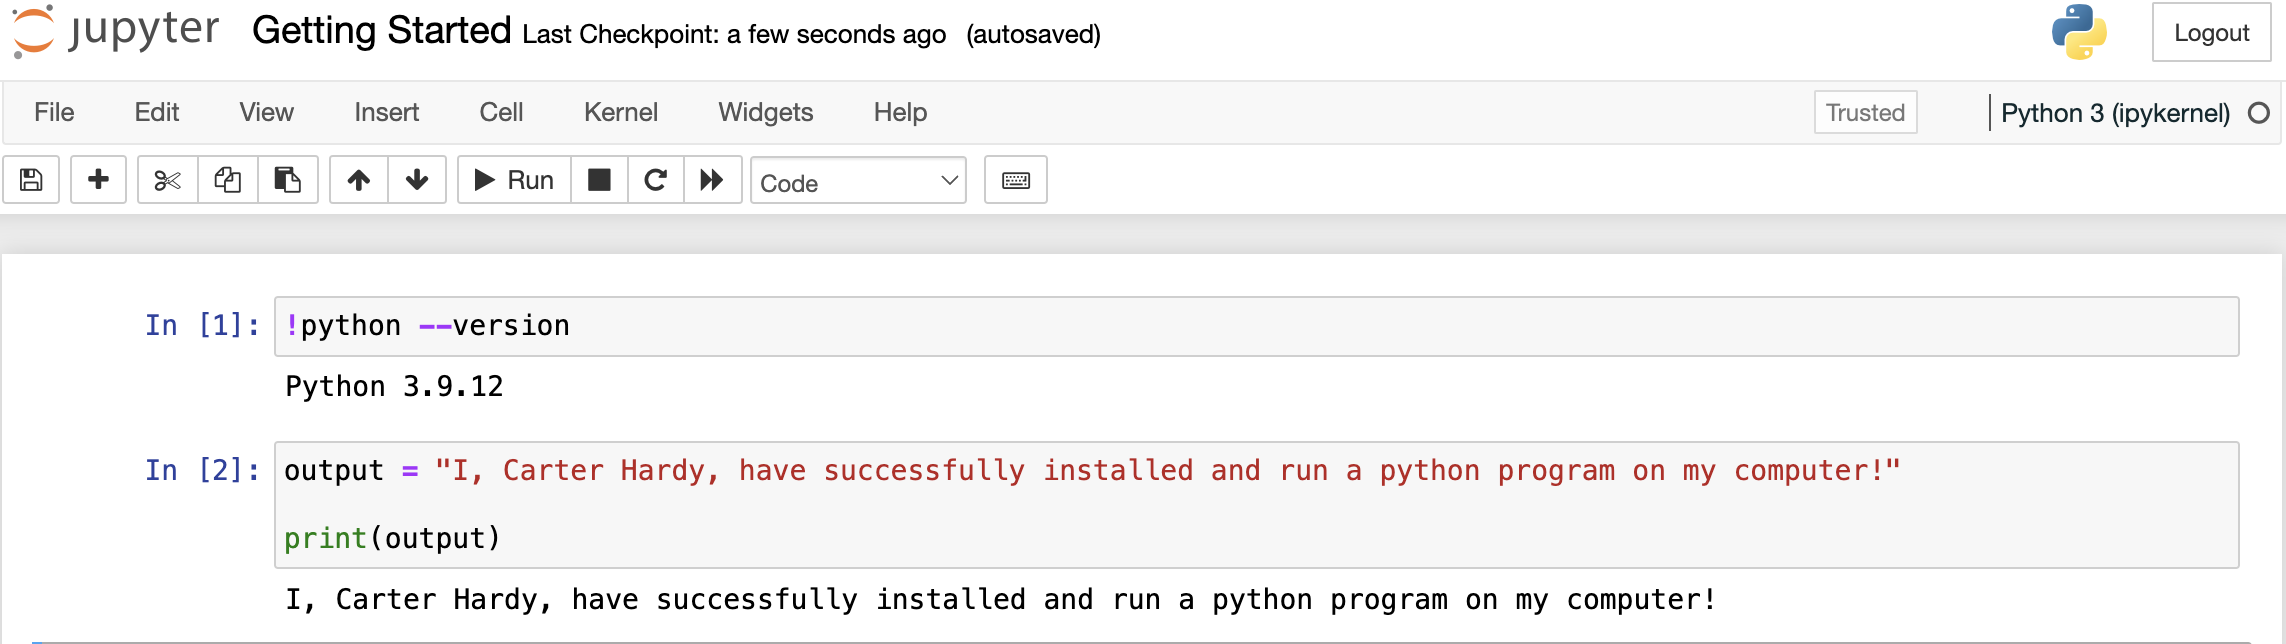 jupyter Getting Started Last Checkpoint: a few seconds ago (autosaved) Logout
File Edit View Insert Cell Kernel Widgets Help Trusted Python 3 (ipykernel)
Run Code
In [1]: !python --version
Python 3.9.12
In [2]: output = "I, Carter Hardy, have successfully installed and run a python program on my computer!"
print(output)
I, Carter Hardy, have successfully installed and run a python program on my computer!